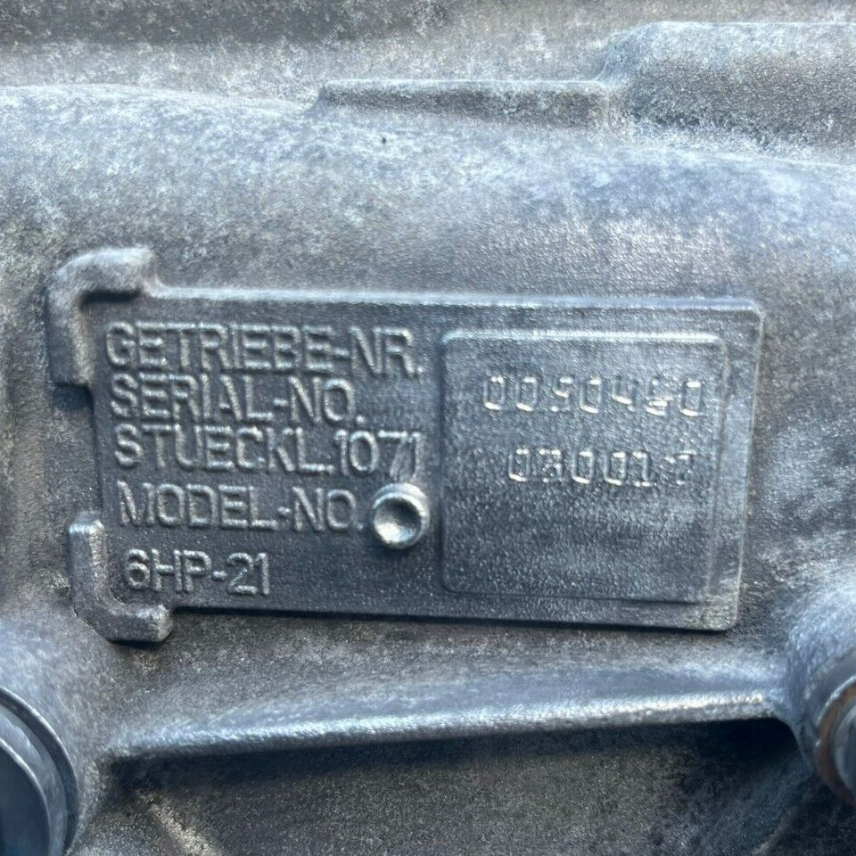 GETRIEBE-NR.
SERIAL-NO.
STUECKL.1071
MODEL-NO.
6HP-21